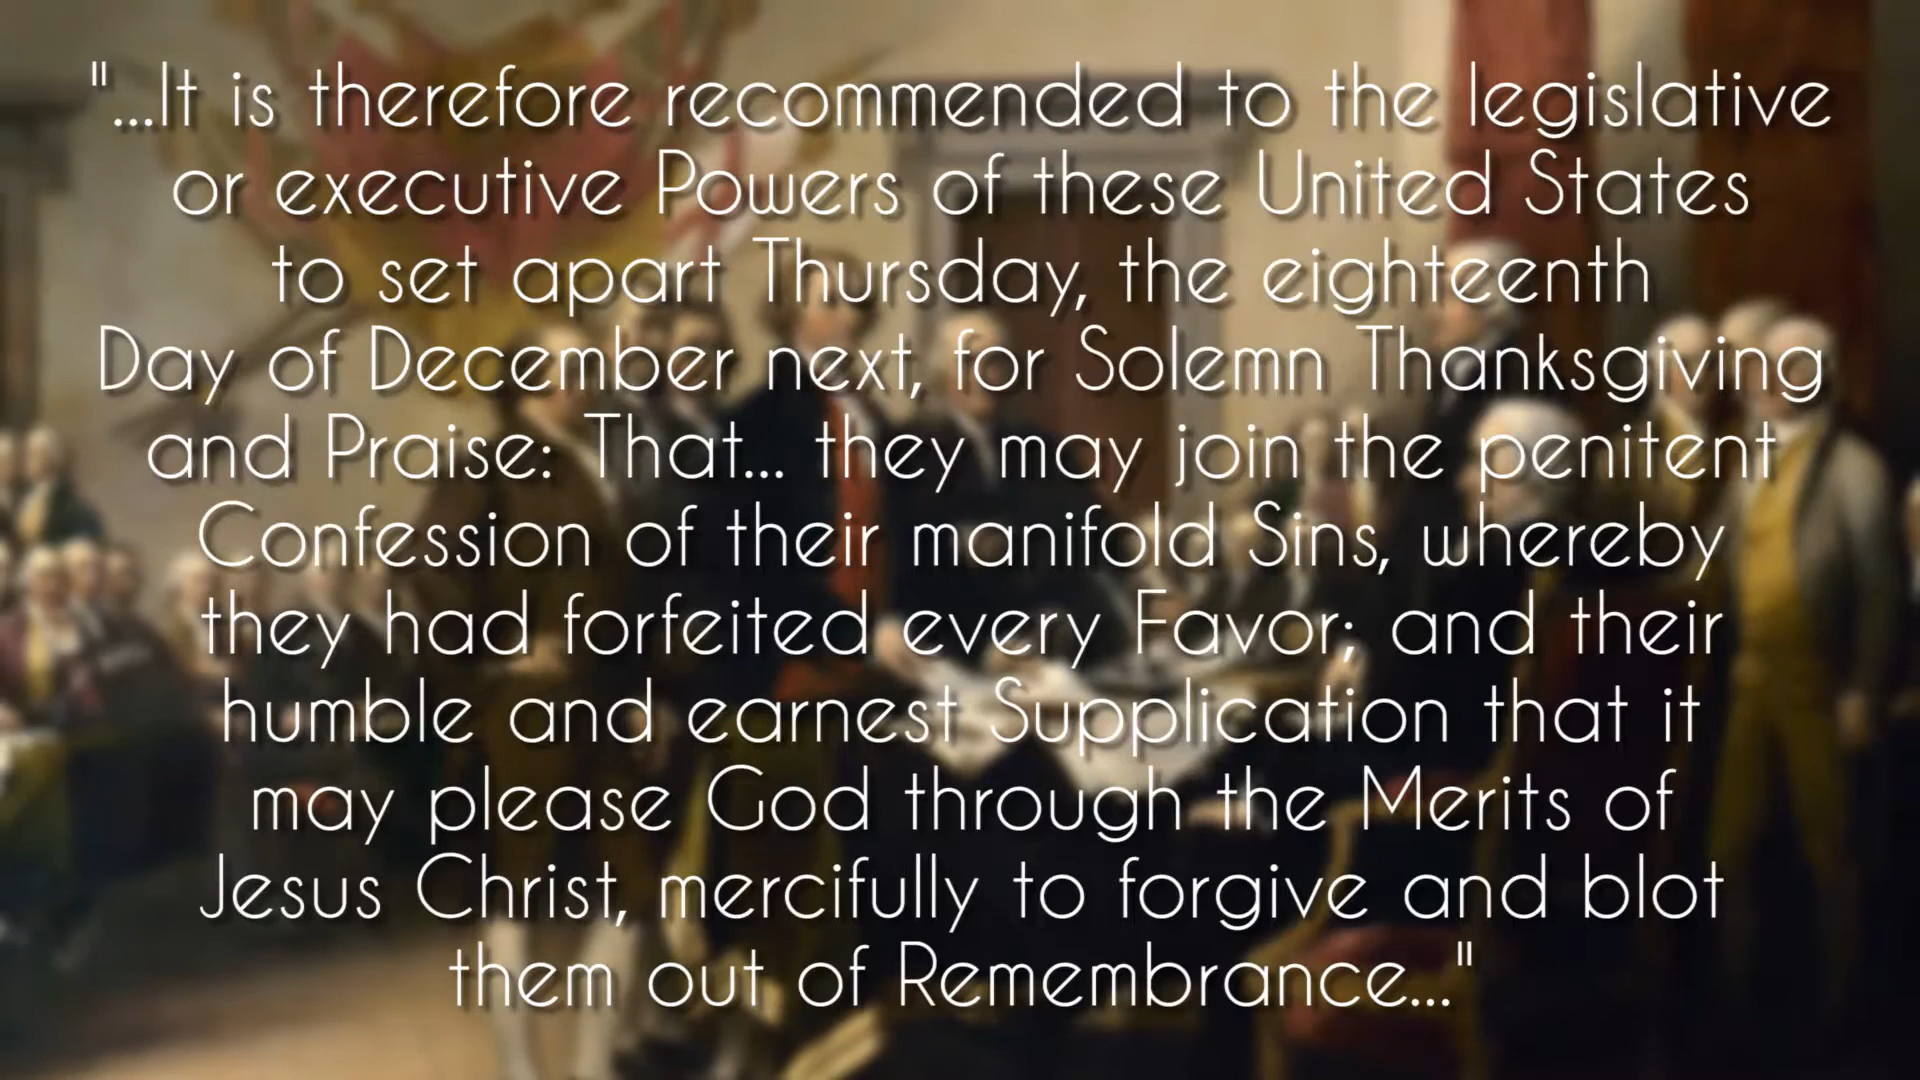 "...It is therefore recommended to the legislative
or executive Powers of these United States
to set apart Thursday, the eighteenth
Day of December next, for Solemn Thanksgiving
and Praise: That... they may join the penitent
Confession of their manifold Sins, whereby
they had forfeited every Favor; and their
humble and earnest Supplication that it
may please God through the Merits of
Jesus Christ, mercifully to forgive and blot
them out of Remembrance..."